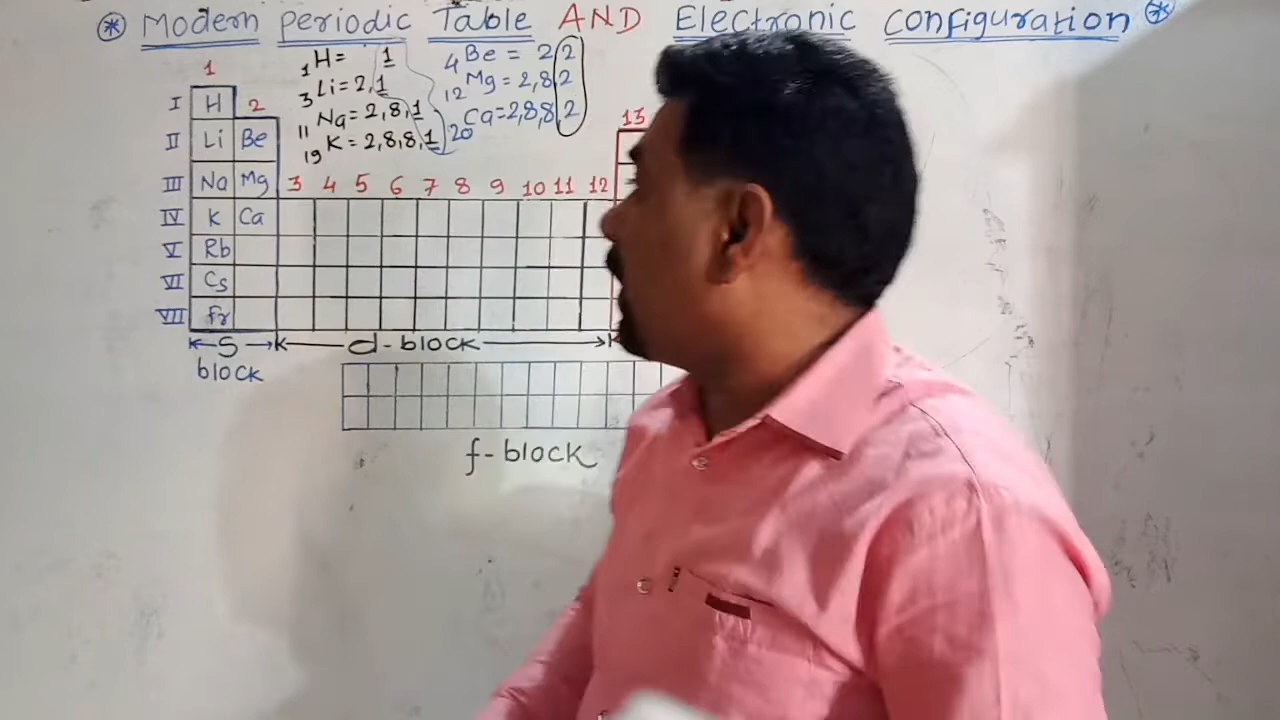 * Modern periodic Table AND Electronic configuration *
1H = 1
3Li = 2,1
11Na = 2,8,1
19K = 2,8,8,1
4Be = 2 2
12Mg = 2,8 2
20Ca = 2,8,8,2
1
I H 2
II Li Be 13
III Na Mg 3 4 5 6 7 8 9 10 11 12
IV K Ca
V Rb
VI Cs
VII Fr
S block
d-block
f-block